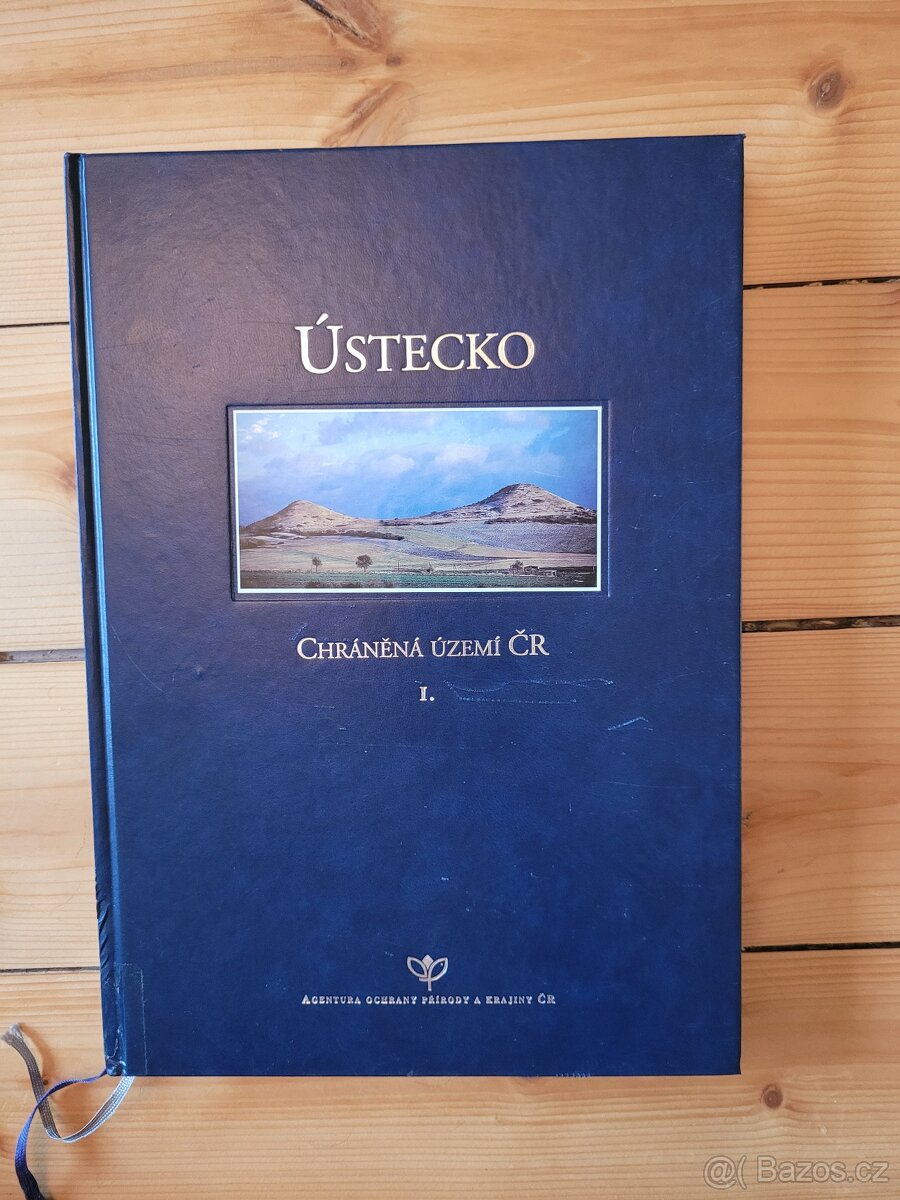 Ústecko
Chráněná území ČR
I.
Agentura ochrany přírody a krajiny ČR
@( Bazos.cz